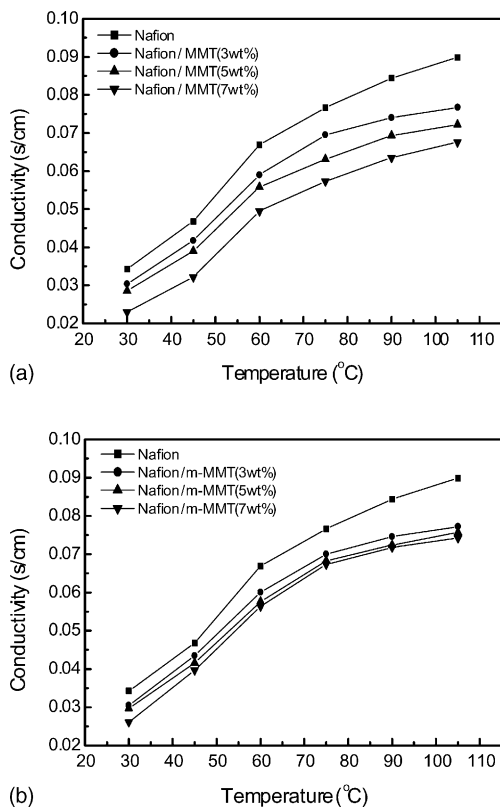 0.10
Nafion
Nafion / MMT(3wt%)
Nafion / MMT(5wt%)
Nafion / MMT(7wt%)
0.09
0.08
0.07
0.06
0.05
0.04
0.03
0.02
Conductivity (s/cm)
20 30 40 50 60 70 80 90 100 110
(a) Temperature (°C)
0.10
Nafion
Nafion /m-MMT(3wt%)
Nafion /m-MMT(5wt%)
Nafion /m-MMT(7wt%)
0.09
0.08
0.07
0.06
0.05
0.04
0.03
0.02
Conductivity (s/cm)
20 30 40 50 60 70 80 90 100 110
(b) Temperature (°C)